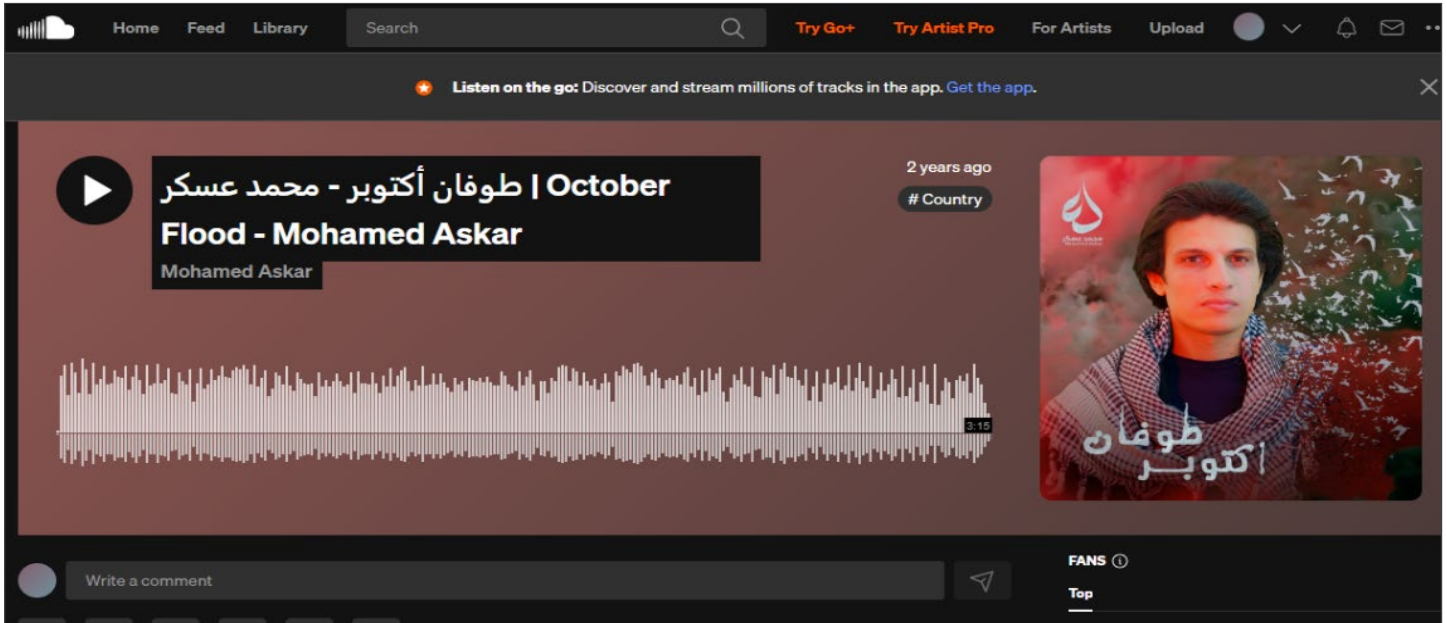 Home Feed Library Search Try Go+ Try Artist Pro For Artists Upload
Listen on the go: Discover and stream millions of tracks in the app. Get the app.
طوفان أكتوبر - محمد عسكر | October
Flood - Mohamed Askar
Mohamed Askar
2 years ago
# Country
3:15
طوفان
أكتوبر
Write a comment
FANS
Top